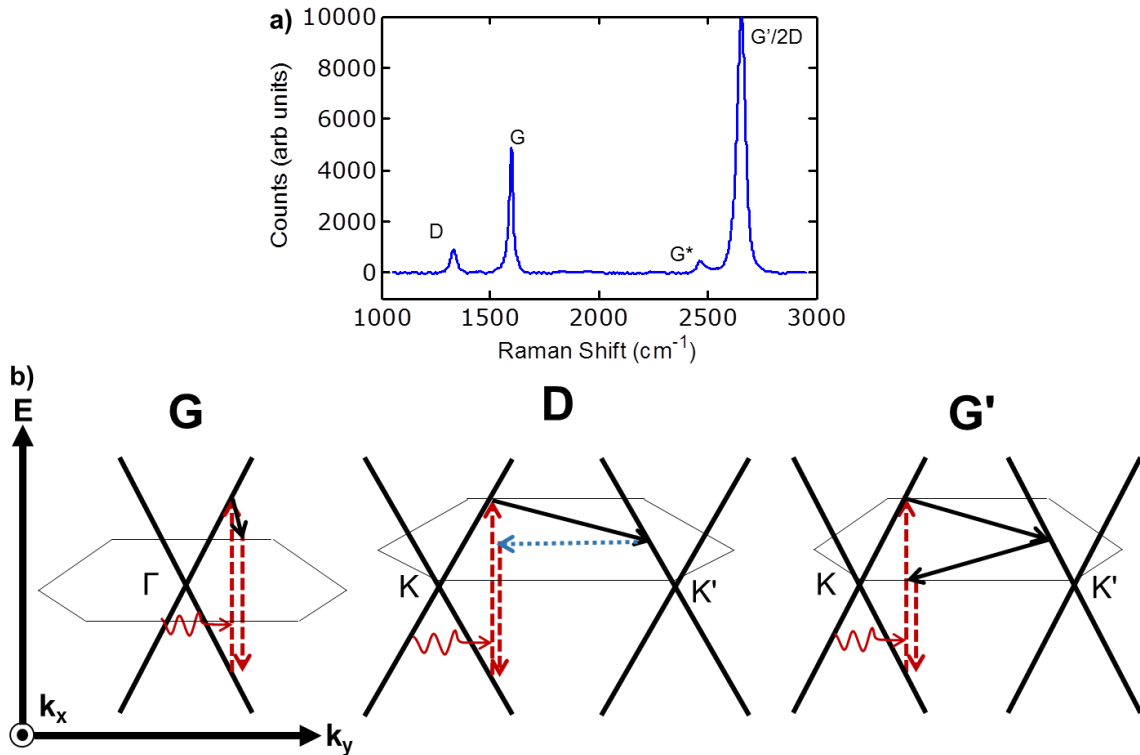 a)
10000
8000
6000
4000
2000
0
Counts (arb units)
D
G
G*
G'/2D
1000 1500 2000 2500 3000
Raman Shift (cm⁻¹)
b)
E
G D G'
Γ K K' K K'
kx
ky